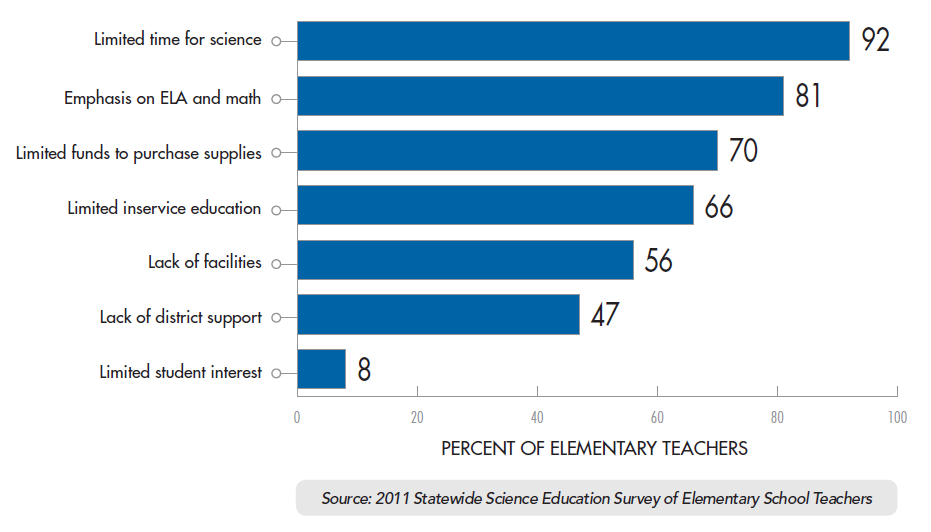 Limited time for science 92
Emphasis on ELA and math 81
Limited funds to purchase supplies 70
Limited inservice education 66
Lack of facilities 56
Lack of district support 47
Limited student interest 8
0 20 40 60 80 100
PERCENT OF ELEMENTARY TEACHERS
Source: 2011 Statewide Science Education Survey of Elementary School Teachers